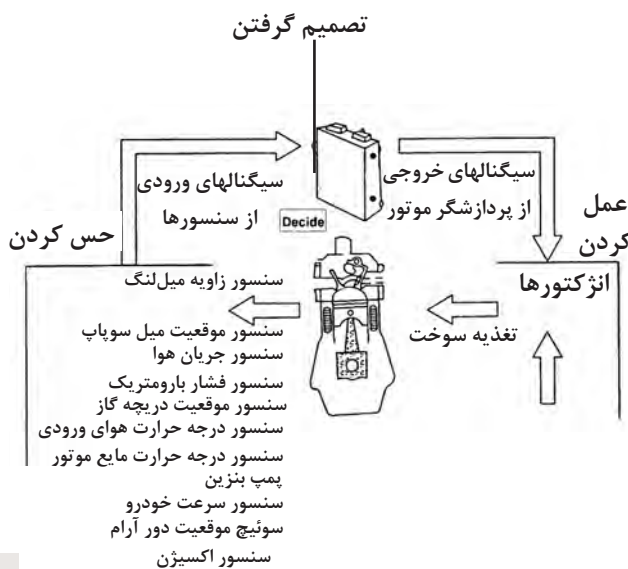 تصمیم گرفتن
سیگنالهای ورودی
از سنسورها
سیگنالهای خروجی
از پردازشگر موتور
Decide
حس کردن
عمل
کردن
انژکتورها
تغذیه سوخت
سنسور زاویه میل‌لنگ
سنسور موقعیت میل سوپاپ
سنسور جریان هوا
سنسور فشار بارومتریک
سنسور موقعیت دریچه گاز
سنسور درجه حرارت هوای ورودی
سنسور درجه حرارت مایع موتور
پمپ بنزین
سنسور سرعت خودرو
سوئیچ موقعیت دور آرام
سنسور اکسیژن